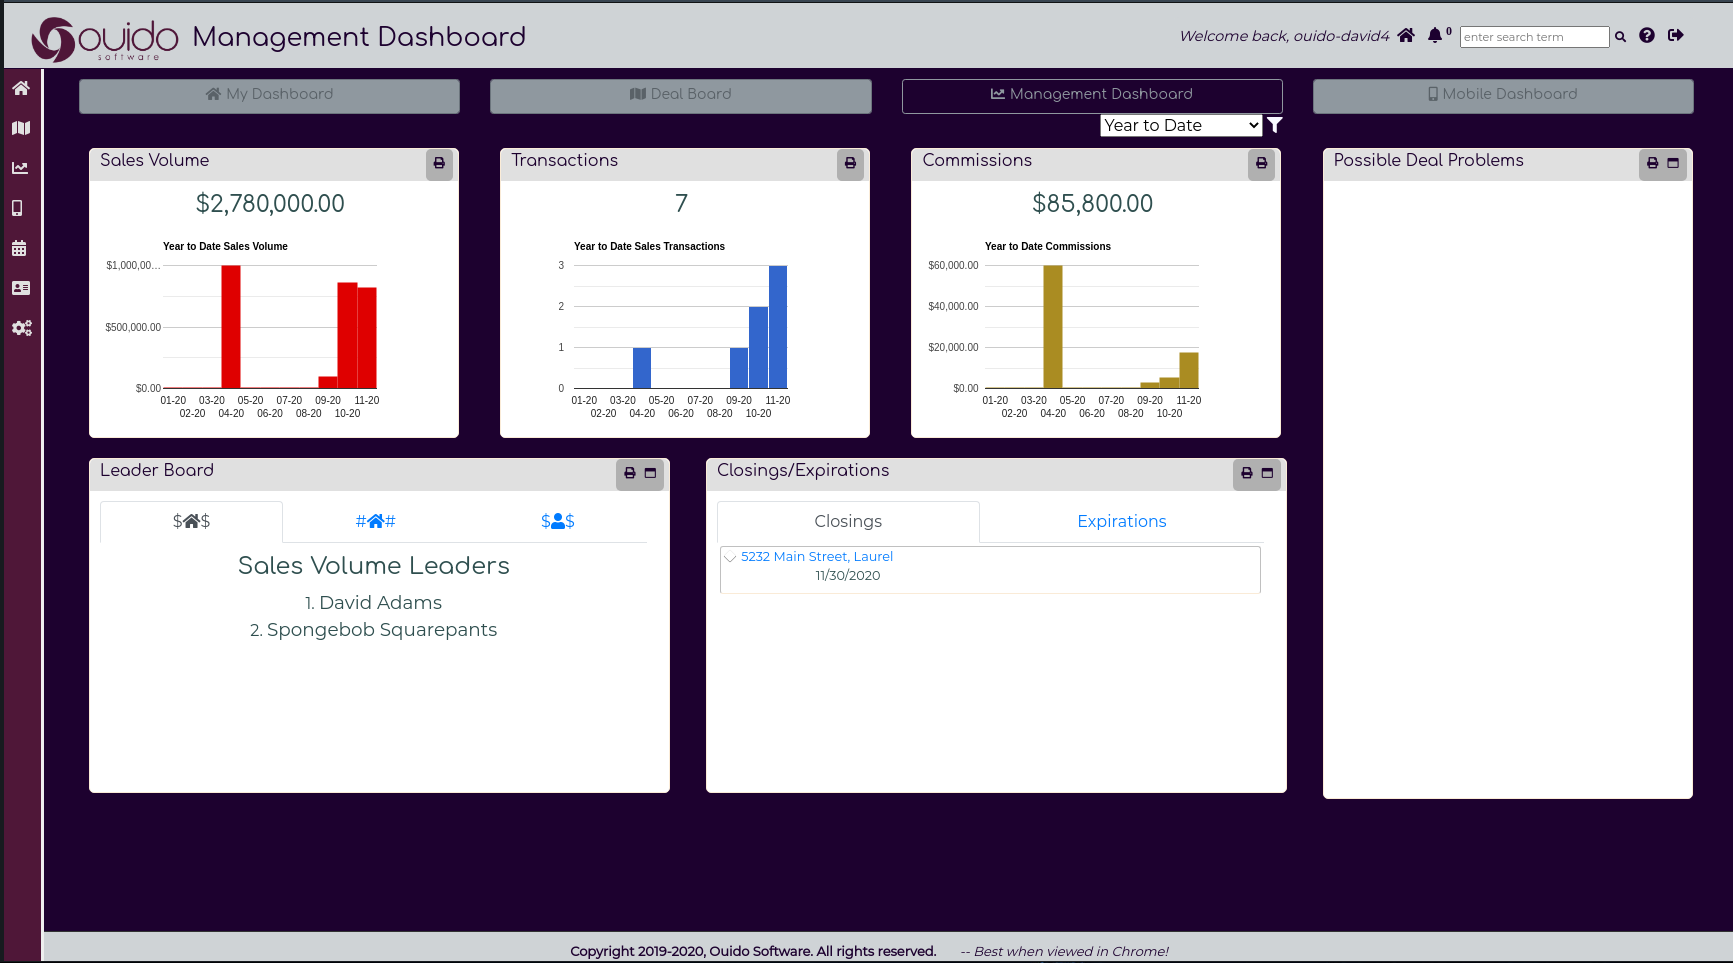 ouido
software
Management Dashboard
Welcome back, ouido-david4
0
enter search term
My Dashboard
Deal Board
Management Dashboard
Mobile Dashboard
Year to Date
Sales Volume
$2,780,000.00
Year to Date Sales Volume
$1,000,00...
$500,000.00
$0.00
01-20 03-20 05-20 07-20 09-20 11-20
02-20 04-20 06-20 08-20 10-20
Transactions
7
Year to Date Sales Transactions
3
2
1
0
01-20 03-20 05-20 07-20 09-20 11-20
02-20 04-20 06-20 08-20 10-20
Commissions
$85,800.00
Year to Date Commissions
$60,000.00
$40,000.00
$20,000.00
$0.00
01-20 03-20 05-20 07-20 09-20 11-20
02-20 04-20 06-20 08-20 10-20
Possible Deal Problems
Leader Board
$ $
# #
$ $
Sales Volume Leaders
1. David Adams
2. Spongebob Squarepants
Closings/Expirations
Closings
Expirations
5232 Main Street, Laurel
11/30/2020
Copyright 2019-2020, Ouido Software. All rights reserved. -- Best when viewed in Chrome!